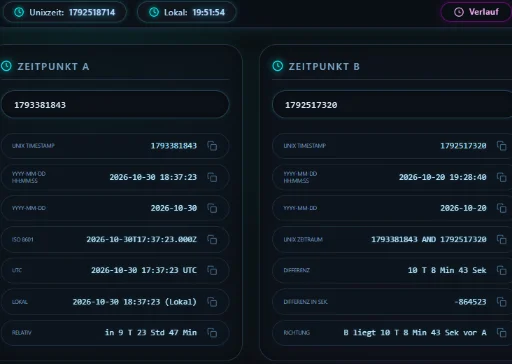 Unixzeit: 1792518714
Lokal: 19:51:54
Verlauf
ZEITPUNKT A
1793381843
UNIX TIMESTAMP 1793381843
YYYY-MM-DD HH:MM:SS 2026-10-30 18:37:23
YYYY-MM-DD 2026-10-30
ISO 8601 2026-10-30T17:37:23.000Z
UTC 2026-10-30 17:37:23 UTC
LOKAL 2026-10-30 18:37:23 (Lokal)
RELATIV in 9 T 23 Std 47 Min
ZEITPUNKT B
1792517320
UNIX TIMESTAMP 1792517320
YYYY-MM-DD HH:MM:SS 2026-10-20 19:28:40
YYYY-MM-DD 2026-10-20
UNIX ZEITRAUM 1793381843 AND 1792517320
DIFFERENZ 10 T 8 Min 43 Sek
DIFFERENZ IN SEK. -864523
RICHTUNG B liegt 10 T 8 Min 43 Sek vor A